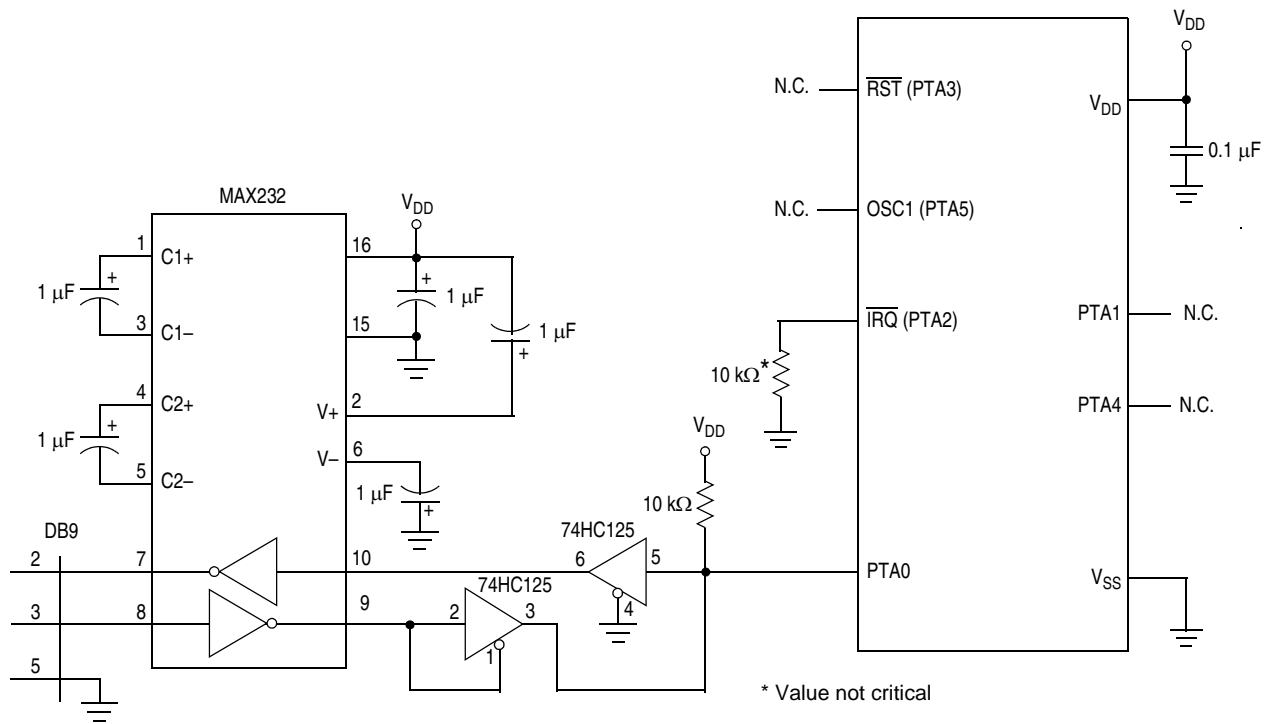 V_DD
N.C. R̅S̅T̅ (PTA3)
V_DD
0.1 μF
MAX232
V_DD
N.C. OSC1 (PTA5)
1 C1+ 16
1 μF +
+ 1 μF
3 C1– 15
1 μF +
I̅R̅Q̅ (PTA2)
PTA1 N.C.
10 kΩ*
4 C2+
V+ 2
PTA4 N.C.
1 μF +
V– 6
V_DD
5 C2–
1 μF +
10 kΩ
DB9
74HC125
2 7 10 6 5 PTA0
4
V_SS
74HC125
3 8 9 2 3
1
5
* Value not critical